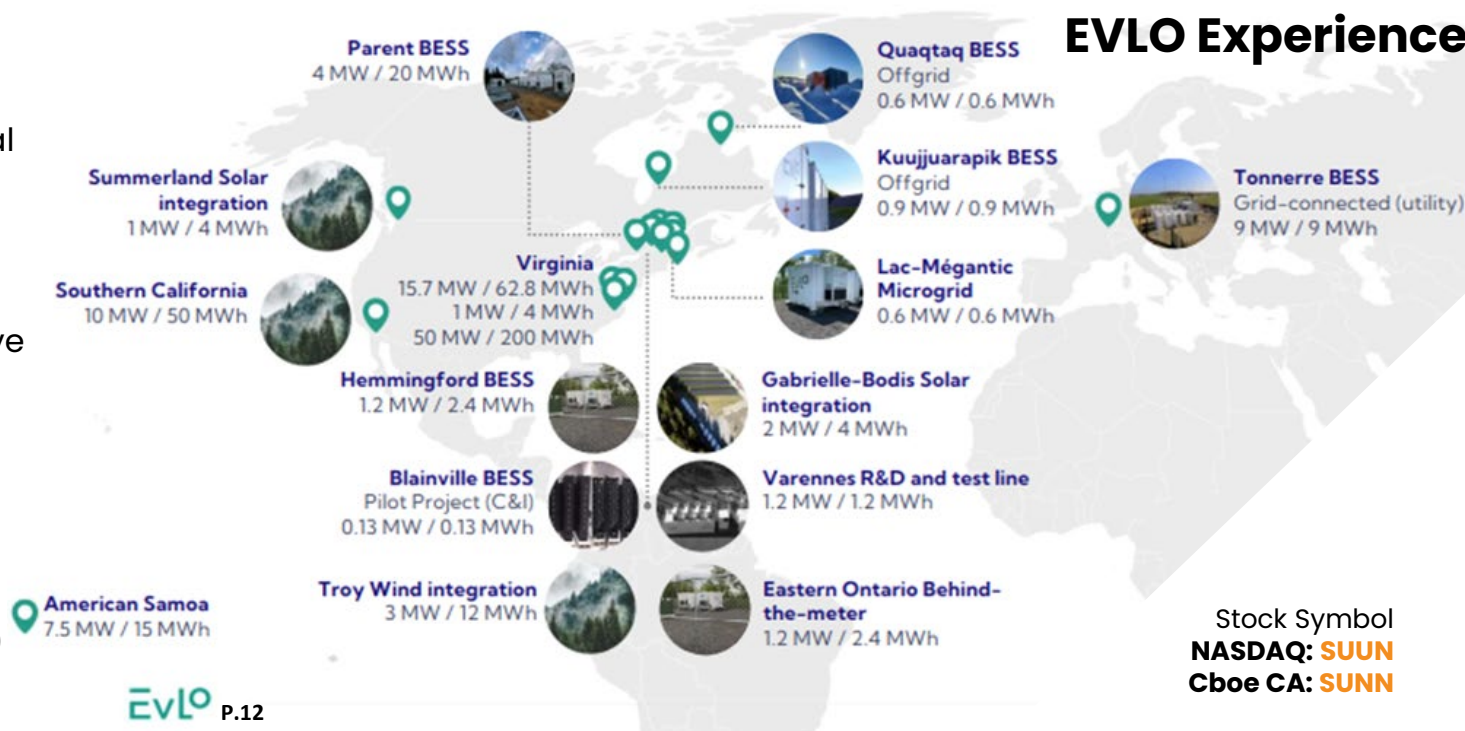 EVLO Experience
Parent BESS
4 MW / 20 MWh
Quaqtaq BESS
Offgrid
0.6 MW / 0.6 MWh
al
Summerland Solar
integration
1 MW / 4 MWh
Kuujjuarapik BESS
Offgrid
0.9 MW / 0.9 MWh
Tonnerre BESS
Grid-connected (utility)
9 MW / 9 MWh
Southern California
10 MW / 50 MWh
Virginia
15.7 MW / 62.8 MWh
1 MW / 4 MWh
50 MW / 200 MWh
Lac-Mégantic
Microgrid
0.6 MW / 0.6 MWh
ve
Hemmingford BESS
1.2 MW / 2.4 MWh
Gabrielle-Bodis Solar
integration
2 MW / 4 MWh
Blainville BESS
Pilot Project (C&I)
0.13 MW / 0.13 MWh
Varennes R&D and test line
1.2 MW / 1.2 MWh
American Samoa
7.5 MW / 15 MWh
Troy Wind integration
3 MW / 12 MWh
Eastern Ontario Behind-
the-meter
1.2 MW / 2.4 MWh
Stock Symbol
NASDAQ: SUUN
Cboe CA: SUNN
EVLO P.12